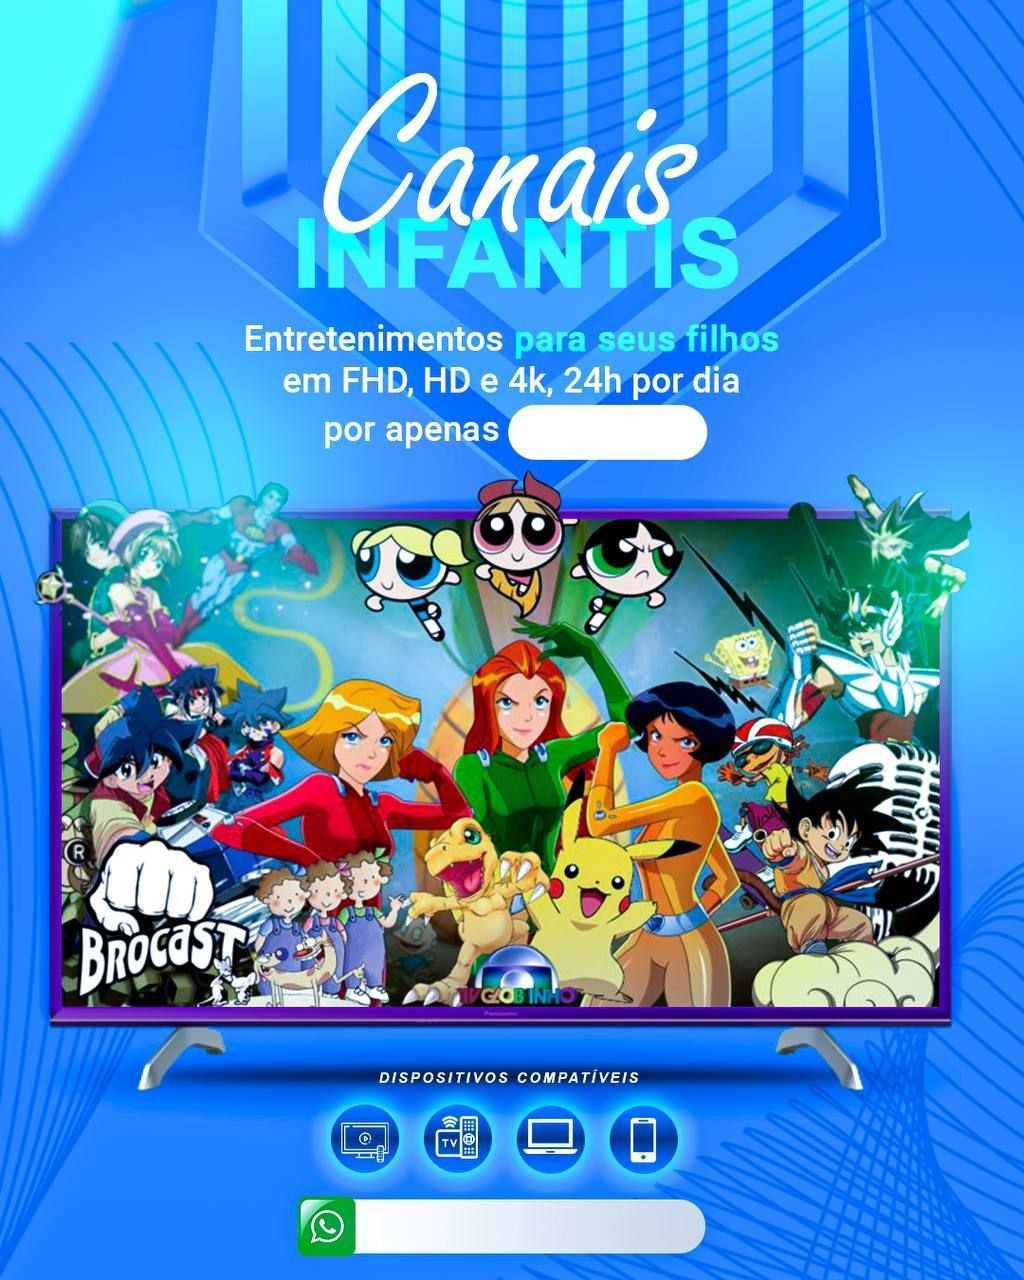 Canais
INFANTIS
Entretenimentos para seus filhos
em FHD, HD e 4k, 24h por dia
por apenas
®
BROCAST
TV GLOBINHO
Panasonic
DISPOSITIVOS COMPATÍVEIS
TV